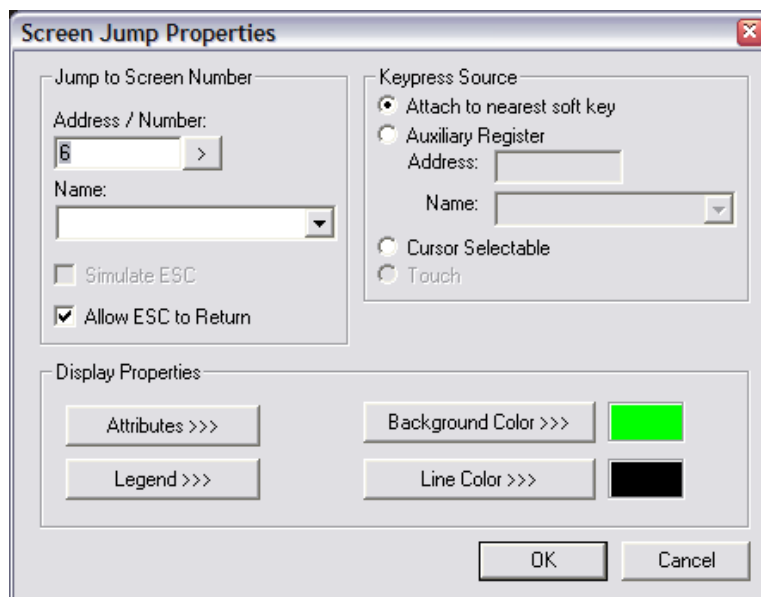 Screen Jump Properties
Jump to Screen Number
Address / Number:
6
>
Name:
Simulate ESC
Allow ESC to Return
Keypress Source
Attach to nearest soft key
Auxiliary Register
Address:
Name:
Cursor Selectable
Touch
Display Properties
Attributes >>>
Background Color >>>
Legend >>>
Line Color >>>
OK
Cancel